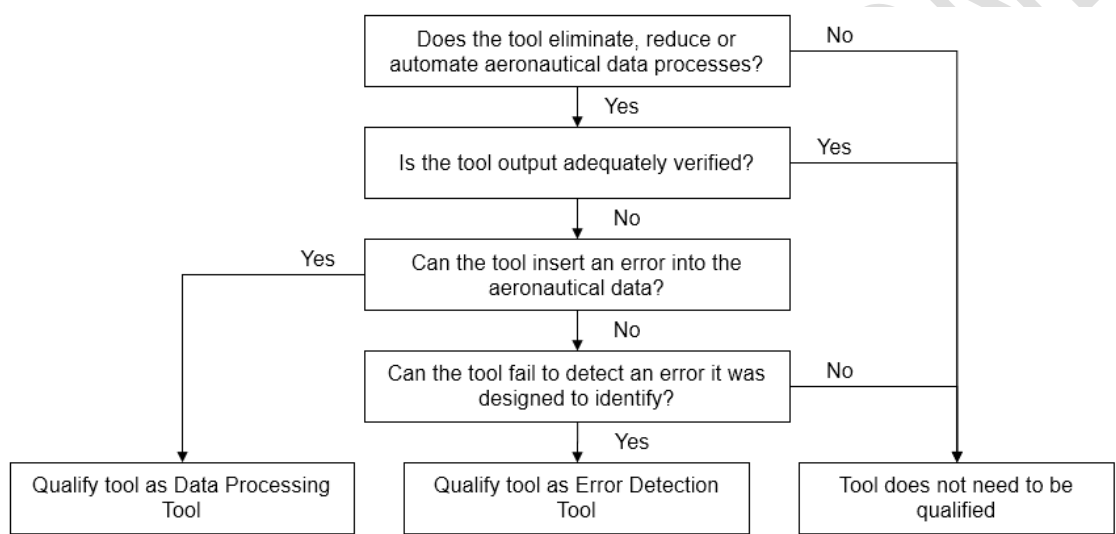 Does the tool eliminate, reduce or
automate aeronautical data processes?
No
Yes
Is the tool output adequately verified?
Yes
No
Yes
Can the tool insert an error into the
aeronautical data?
No
Can the tool fail to detect an error it was
designed to identify?
No
Yes
Qualify tool as Data Processing
Tool
Qualify tool as Error Detection
Tool
Tool does not need to be
qualified